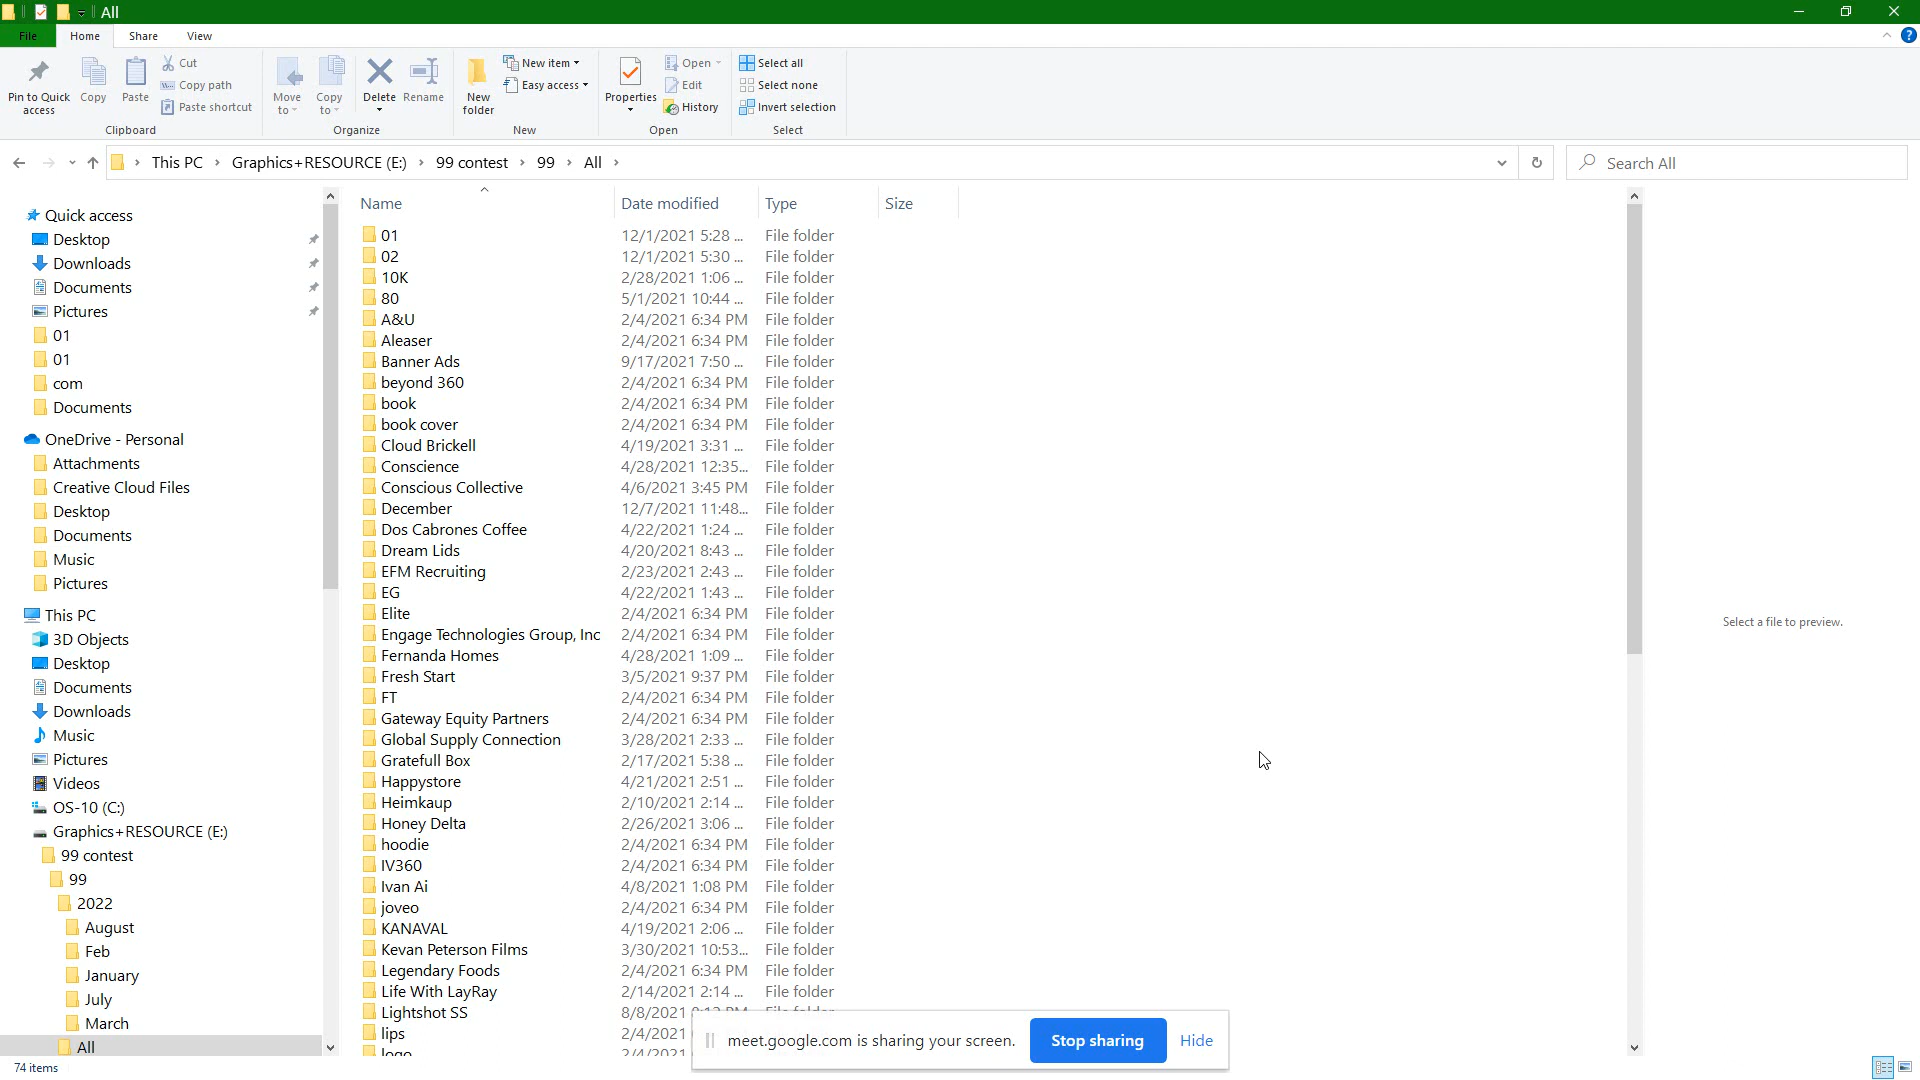 All
File Home Share View
Pin to Quick access
Copy
Paste
Cut
Copy path
Paste shortcut
Clipboard
Move to
Copy to
Delete
Rename
Organize
New folder
New item
Easy access
New
Properties
Open
Edit
History
Open
Select all
Select none
Invert selection
Select
This PC Graphics+RESOURCE (E:) 99 contest 99 All
Search All
Quick access
Desktop
Downloads
Documents
Pictures
01
01
com
Documents
OneDrive - Personal
Attachments
Creative Cloud Files
Desktop
Documents
Music
Pictures
This PC
3D Objects
Desktop
Documents
Downloads
Music
Pictures
Videos
OS-10 (C:)
Graphics+RESOURCE (E:)
99 contest
99
2022
August
Feb
January
July
March
All
Name Date modified Type Size
01 12/1/2021 5:28 ... File folder
02 12/1/2021 5:30 ... File folder
10K 2/28/2021 1:06 ... File folder
80 5/1/2021 10:44 ... File folder
A&U 2/4/2021 6:34 PM File folder
Aleaser 2/4/2021 6:34 PM File folder
Banner Ads 9/17/2021 7:50 ... File folder
beyond 360 2/4/2021 6:34 PM File folder
book 2/4/2021 6:34 PM File folder
book cover 2/4/2021 6:34 PM File folder
Cloud Brickell 4/19/2021 3:31 ... File folder
Conscience 4/28/2021 12:35... File folder
Conscious Collective 4/6/2021 3:45 PM File folder
December 12/7/2021 11:48... File folder
Dos Cabrones Coffee 4/22/2021 1:24 ... File folder
Dream Lids 4/20/2021 8:43 ... File folder
EFM Recruiting 2/23/2021 2:43 ... File folder
EG 4/22/2021 1:43 ... File folder
Elite 2/4/2021 6:34 PM File folder
Engage Technologies Group, Inc 2/4/2021 6:34 PM File folder
Fernanda Homes 4/28/2021 1:09 ... File folder
Fresh Start 3/5/2021 9:37 PM File folder
FT 2/4/2021 6:34 PM File folder
Gateway Equity Partners 2/4/2021 6:34 PM File folder
Global Supply Connection 3/28/2021 2:33 ... File folder
Gratefull Box 2/17/2021 5:38 ... File folder
Happystore 4/21/2021 2:51 ... File folder
Heimkaup 2/10/2021 2:14 ... File folder
Honey Delta 2/26/2021 3:06 ... File folder
hoodie 2/4/2021 6:34 PM File folder
IV360 2/4/2021 6:34 PM File folder
Ivan Ai 4/8/2021 1:08 PM File folder
joveo 2/4/2021 6:34 PM File folder
KANAVAL 4/19/2021 2:06 ... File folder
Kevan Peterson Films 3/30/2021 10:53... File folder
Legendary Foods 2/4/2021 6:34 PM File folder
Life With LayRay 2/14/2021 2:14 ... File folder
Lightshot SS 8/8/2021
lips 2/4/2021
logo 2/4/2021
Select a file to preview.
meet.google.com is sharing your screen. Stop sharing Hide
74 items